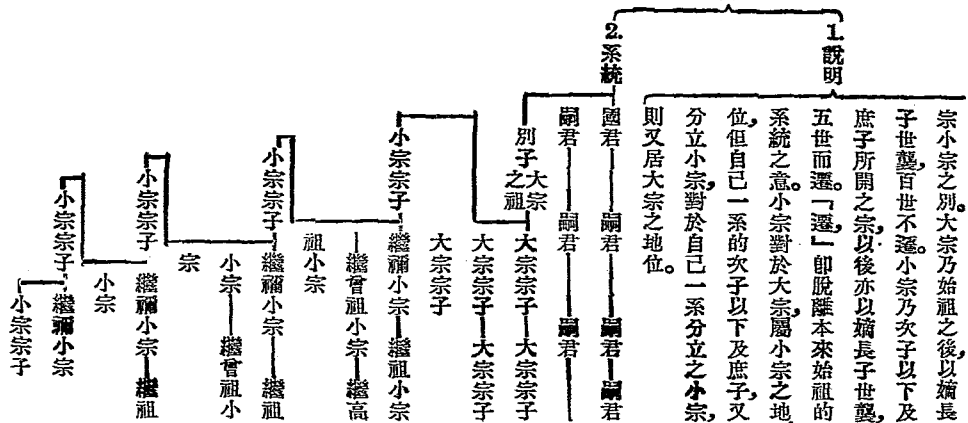 1.說明
宗小宗之別。大宗乃始祖之後，以嫡長
子世襲，百世不遷。小宗乃次子以下及
庶子所開之宗，以後亦以嫡長子世襲，
五世而遷。「遷，」卽脫離本來始祖的
系統之意。小宗對於大宗，屬小宗之地
位，但自己一系的次子以下及庶子，又
分立小宗，對於自己一系分立之小宗，
則又居大宗之地位。
2.系統
國君——嗣君——嗣君
嗣君——嗣君——嗣君——
別子大宗之祖 大宗宗子——大宗宗子
大宗宗子——大宗宗子
大宗宗子
小宗宗子 繼禰小宗——繼祖小宗
——繼曾祖小宗——繼高
祖小宗
小宗宗子 繼禰小宗——繼祖
小宗——繼曾祖小
宗
小宗宗子 繼禰小宗——繼祖
小宗
小宗宗子 繼禰小宗
小宗宗子